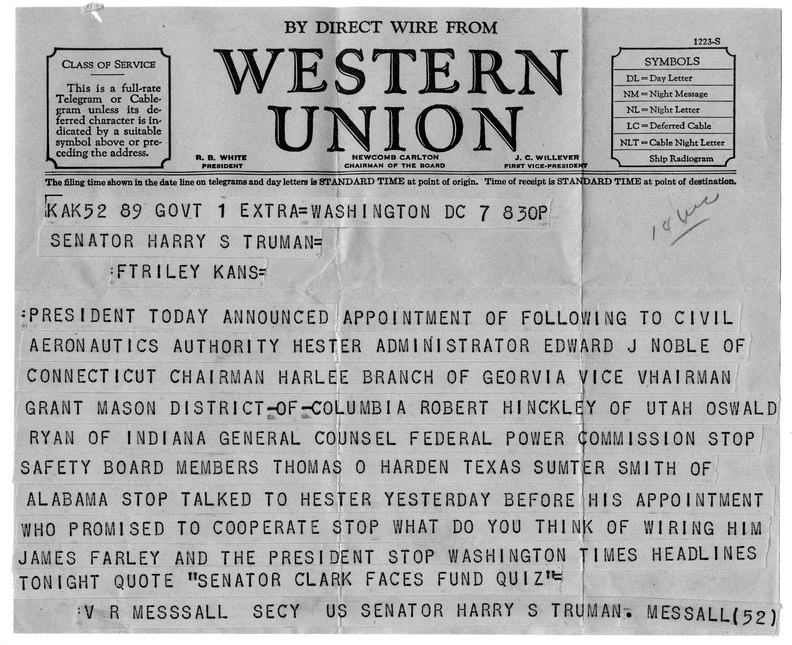 BY DIRECT WIRE FROM
WESTERN
UNION
1223-S
CLASS OF SERVICE
This is a full-rate
Telegram or Cable-
gram unless its de-
ferred character is in-
dicated by a suitable
symbol above or pre-
ceding the address.
R. B. WHITE
PRESIDENT
NEWCOMB CARLTON
CHAIRMAN OF THE BOARD
J. C. WILLEVER
FIRST VICE-PRESIDENT
SYMBOLS
DL = Day Letter
NM = Night Message
NL = Night Letter
LC = Deferred Cable
NLT = Cable Night Letter
Ship Radiogram
The filing time shown in the date line on telegrams and day letters is STANDARD TIME at point of origin. Time of receipt is STANDARD TIME at point of destination.
KAK52 89 GOVT 1 EXTRA=WASHINGTON DC 7 830P
SENATOR HARRY S TRUMAN=
:FTRILEY KANS=
:PRESIDENT TODAY ANNOUNCED APPOINTMENT OF FOLLOWING TO CIVIL
AERONAUTICS AUTHORITY HESTER ADMINISTRATOR EDWARD J NOBLE OF
CONNECTICUT CHAIRMAN HARLEE BRANCH OF GEORVIA VICE VHAIRMAN
GRANT MASON DISTRICT-OF-COLUMBIA ROBERT HINCKLEY OF UTAH OSWALD
RYAN OF INDIANA GENERAL COUNSEL FEDERAL POWER COMMISSION STOP
SAFETY BOARD MEMBERS THOMAS O HARDEN TEXAS SUMTER SMITH OF
ALABAMA STOP TALKED TO HESTER YESTERDAY BEFORE HIS APPOINTMENT
WHO PROMISED TO COOPERATE STOP WHAT DO YOU THINK OF WIRING HIM
JAMES FARLEY AND THE PRESIDENT STOP WASHINGTON TIMES HEADLINES
TONIGHT QUOTE "SENATOR CLARK FACES FUND QUIZ"=
:V R MESSSALL SECY US SENATOR HARRY S TRUMAN. MESSALL(52)